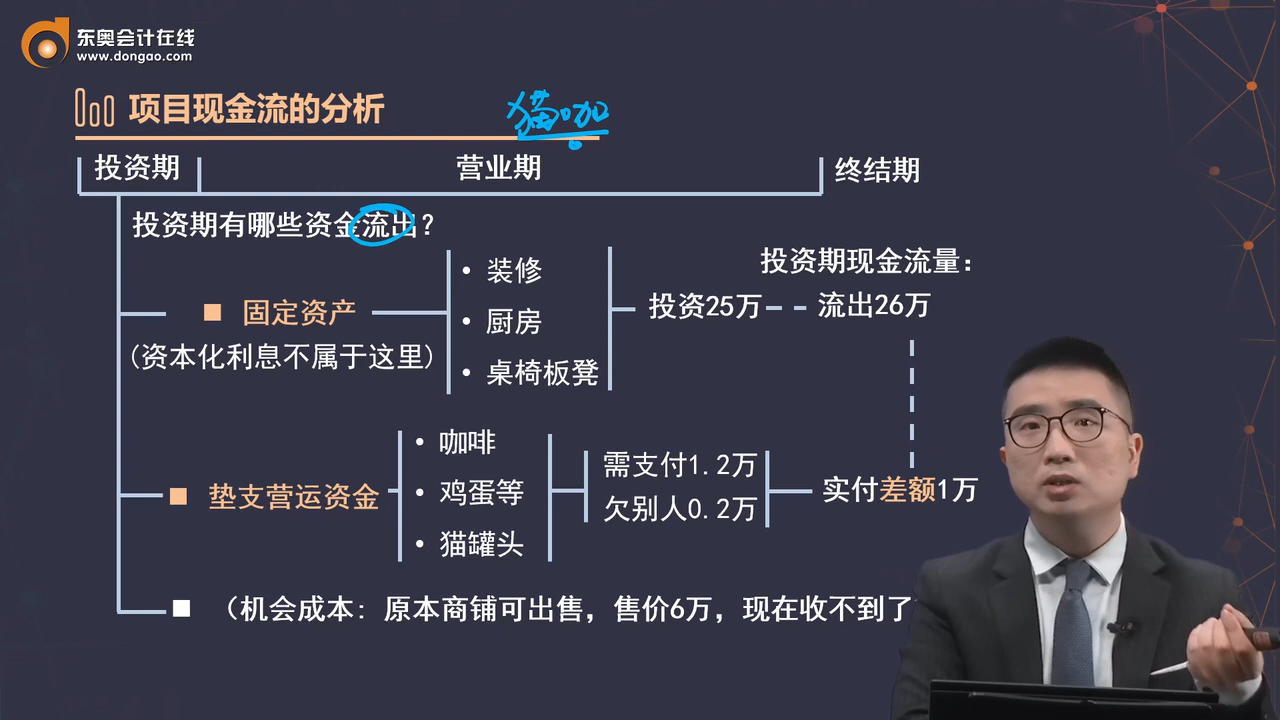 东奥会计在线
www.dongao.com
项目现金流的分析
猫咖
投资期
营业期
终结期
投资期有哪些资金流出？
固定资产
(资本化利息不属于这里)
• 装修
• 厨房
• 桌椅板凳
投资25万
投资期现金流量:
流出26万
垫支营运资金
• 咖啡
• 鸡蛋等
• 猫罐头
需支付1.2万
欠别人0.2万
实付差额1万
（机会成本: 原本商铺可出售，售价6万，现在收不到了